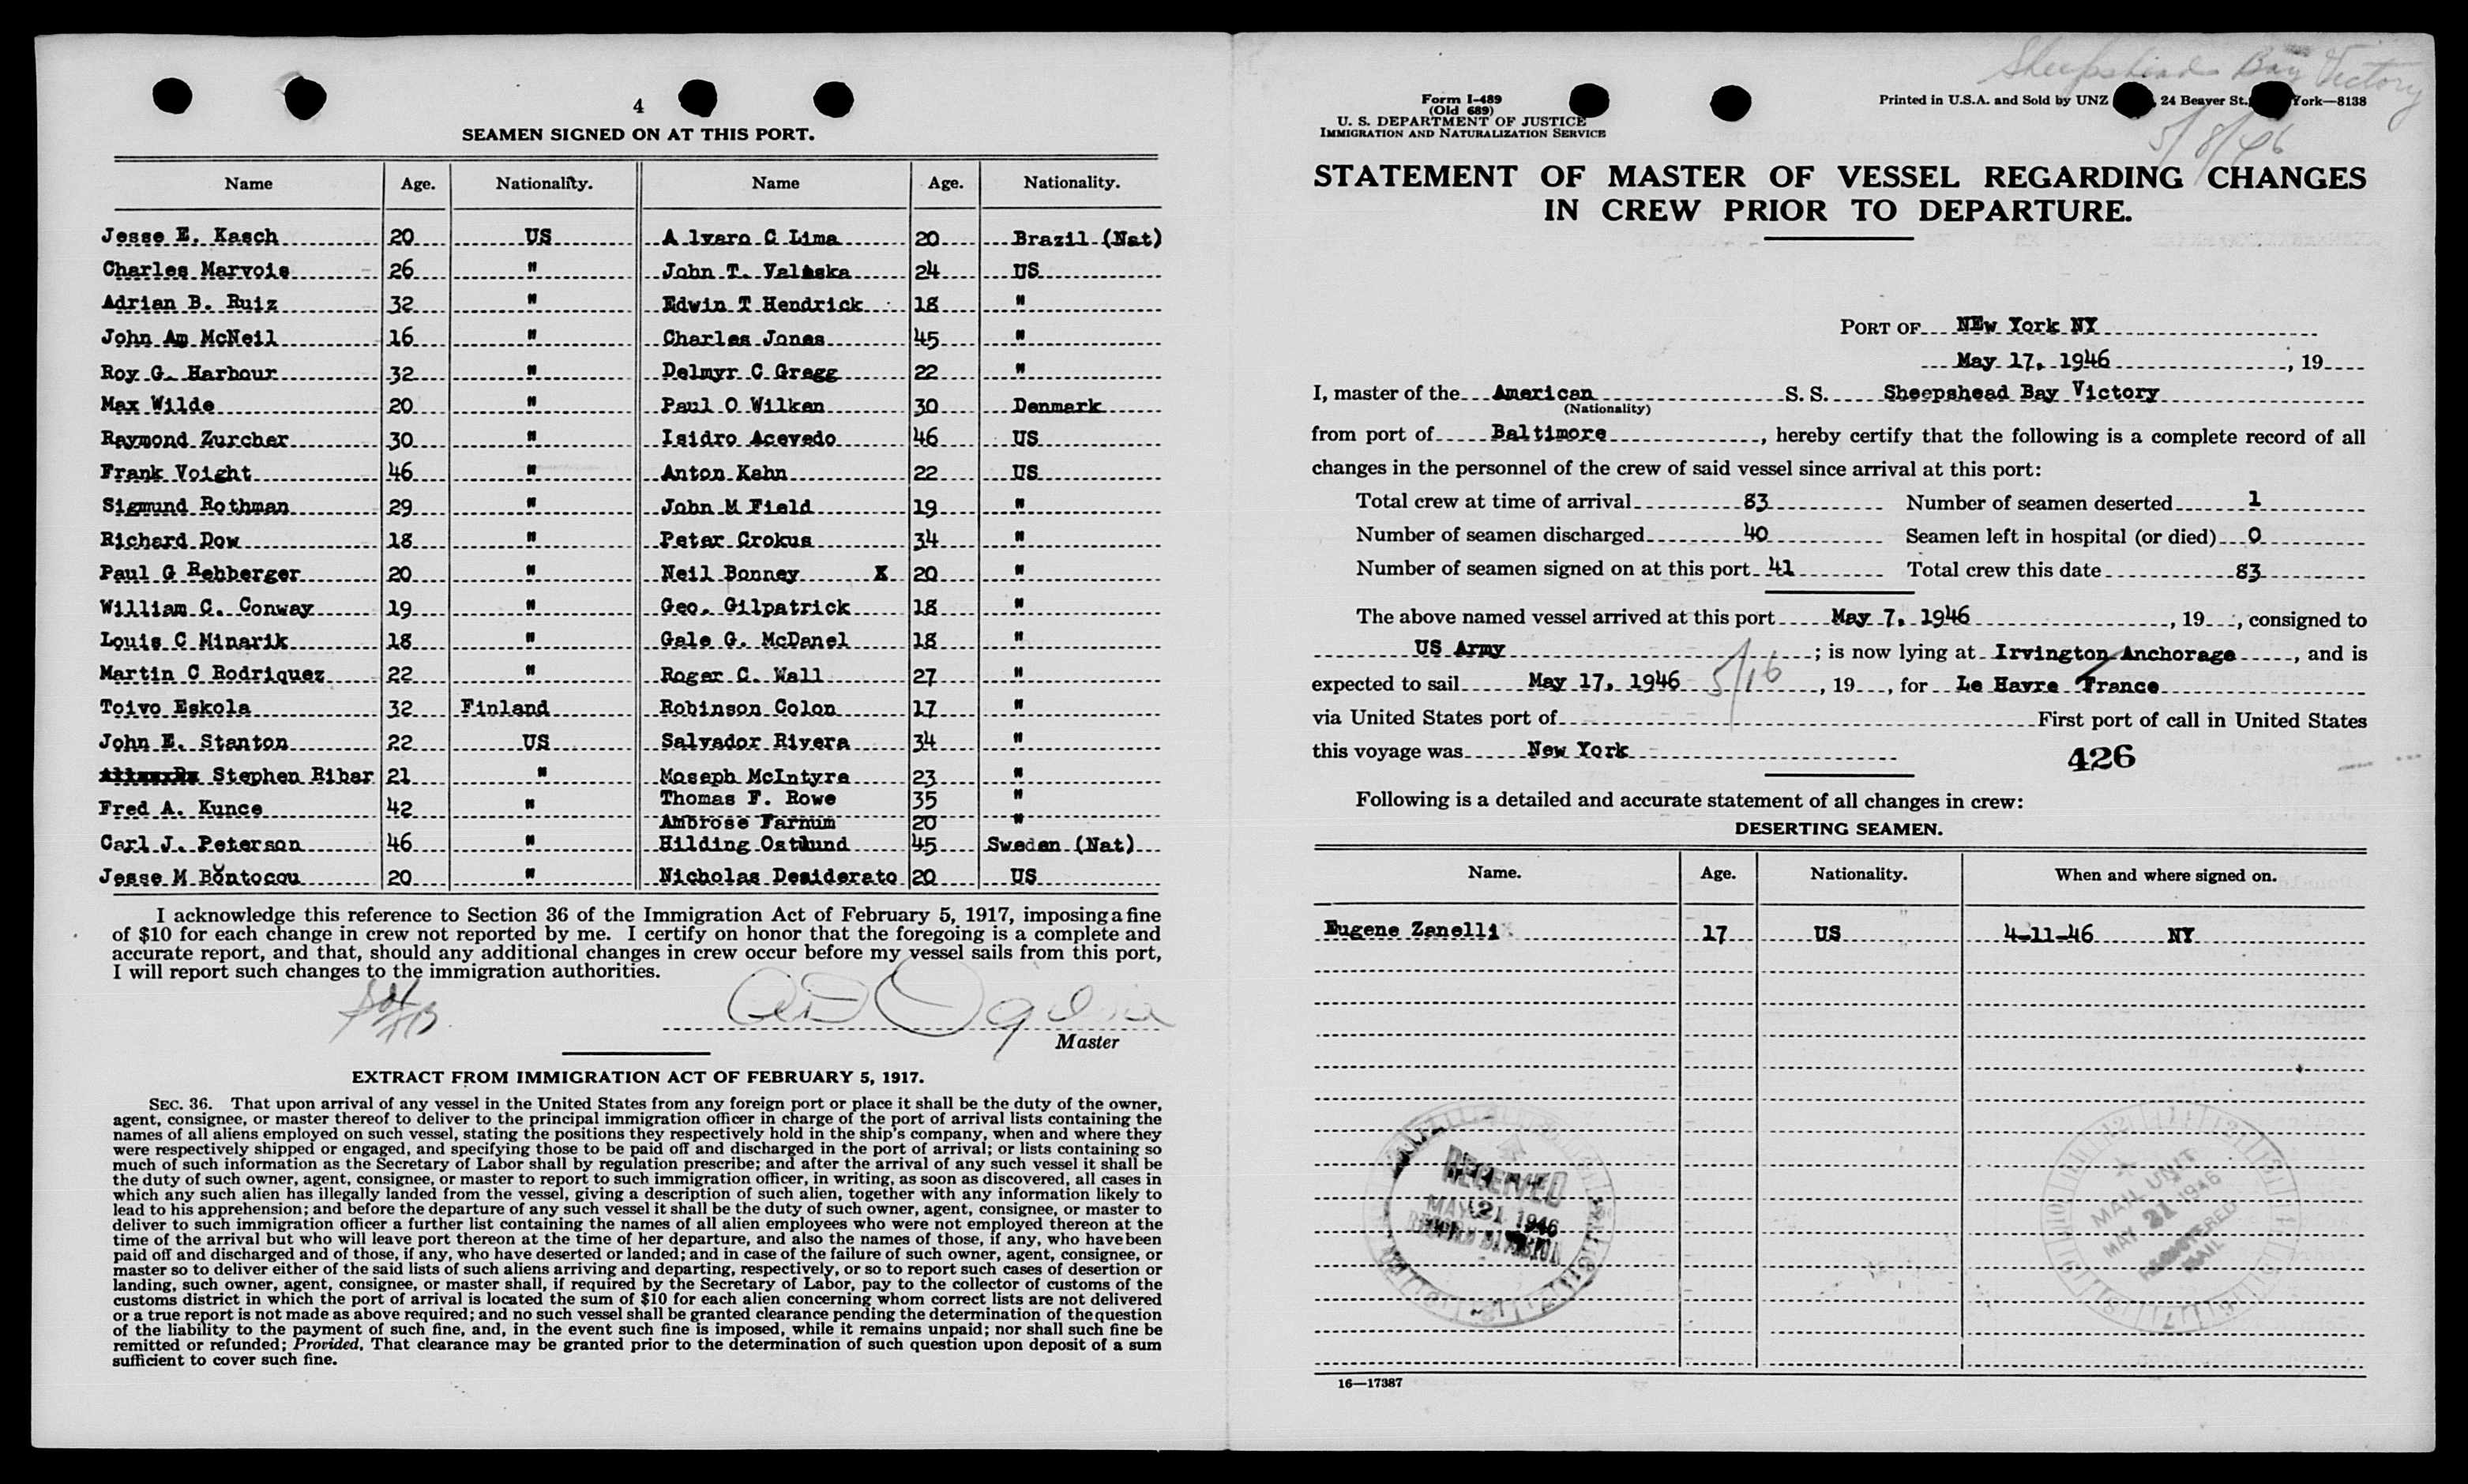 4
SEAMEN SIGNED ON AT THIS PORT.
Name Age. Nationality. Name Age. Nationality.
Jesse E. Kasch 20 US Alvaro C Lima 20 Brazil (Nat)
Charles Marvois 26 " John T. Valaska 24 US
Adrian B. Ruiz 32 " Edwin T Hendrick 18 "
John Am McNeil 16 " Charles Jones 45 "
Roy G. Harbour 32 " Delmyr C Gregg 22 "
Max Wilde 20 " Paul O Wilken 30 Denmark
Raymond Zurcher 30 " Isidro Acevedo 46 US
Frank Voight 46 " Anton Kahn 22 US
Sigmund Rothman 29 " John M Field 19 "
Richard Dow 18 " Peter Crokus 34 "
Paul G Rehberger 20 " Neil Bonney X 20 "
William C. Conway 19 " Geo. Gilpatrick 18 "
Louis C Minarik 18 " Gale G. McDanel 18 "
Martin C Rodriquez 22 " Roger C. Wall 27 "
Toivo Eskola 32 Finland Robinson Colon 17 "
John E. Stanton 22 US Salvador Rivera 34 "
Stephen Ribar 21 " Moseph McIntyre 23 "
Fred A. Kunce 42 " Thomas F. Rowe 35 "
Ambrose Farnum 20 "
Carl J. Peterson 46 " Hilding Ostlund 45 Sweden (Nat)
Jesse M Bontocou 20 " Nicholas Desiderato 20 US
I acknowledge this reference to Section 36 of the Immigration Act of February 5, 1917, imposing a fine
of $10 for each change in crew not reported by me. I certify on honor that the foregoing is a complete and
accurate report, and that, should any additional changes in crew occur before my vessel sails from this port,
I will report such changes to the immigration authorities.
Master
EXTRACT FROM IMMIGRATION ACT OF FEBRUARY 5, 1917.
SEC. 36. That upon arrival of any vessel in the United States from any foreign port or place it shall be the duty of the owner,
agent, consignee, or master thereof to deliver to the principal immigration officer in charge of the port of arrival lists containing the
names of all aliens employed on such vessel, stating the positions they respectively hold in the ship's company, when and where they
were respectively shipped or engaged, and specifying those to be paid off and discharged in the port of arrival; or lists containing so
much of such information as the Secretary of Labor shall by regulation prescribe; and after the arrival of any such vessel it shall be
the duty of such owner, agent, consignee, or master to report to such immigration officer, in writing, as soon as discovered, all cases in
which any such alien has illegally landed from the vessel, giving a description of such alien, together with any information likely to
lead to his apprehension; and before the departure of any such vessel it shall be the duty of such owner, agent, consignee, or master to
deliver to such immigration officer a further list containing the names of all alien employees who were not employed thereon at the
time of the arrival but who will leave port thereon at the time of her departure, and also the names of those, if any, who have been
paid off and discharged and of those, if any, who have deserted or landed; and in case of the failure of such owner, agent, consignee, or
master so to deliver either of the said lists of such aliens arriving and departing, respectively, or so to report such cases of desertion or
landing, such owner, agent, consignee, or master shall, if required by the Secretary of Labor, pay to the collector of customs of the
customs district in which the port of arrival is located the sum of $10 for each alien concerning whom correct lists are not delivered
or a true report is not made as above required; and no such vessel shall be granted clearance pending the determination of the question
of the liability to the payment of such fine, and, in the event such fine is imposed, while it remains unpaid; nor shall such fine be
remitted or refunded; Provided, That clearance may be granted prior to the determination of such question upon deposit of a sum
sufficient to cover such fine.
Sheepshead Bay Victory
5/8/46
Form I-489
(Old 689)
U. S. DEPARTMENT OF JUSTICE
IMMIGRATION AND NATURALIZATION SERVICE
Printed in U.S.A. and Sold by UNZ 24 Beaver St., York—8138
STATEMENT OF MASTER OF VESSEL REGARDING CHANGES
IN CREW PRIOR TO DEPARTURE.
PORT OF NEw York NY
May 17, 1946, 19
I, master of the American S. S. Sheepshead Bay Victory
(Nationality)
from port of Baltimore, hereby certify that the following is a complete record of all
changes in the personnel of the crew of said vessel since arrival at this port:
Total crew at time of arrival 83 Number of seamen deserted 1
Number of seamen discharged 40 Seamen left in hospital (or died) 0
Number of seamen signed on at this port 41 Total crew this date 83
The above named vessel arrived at this port May 7, 1946, 19, consigned to
US Army; is now lying at Irvington Anchorage, and is
expected to sail May 17, 1946 5/16, 19, for Le Havre France
via United States port of First port of call in United States
this voyage was New York
426
Following is a detailed and accurate statement of all changes in crew:
DESERTING SEAMEN.
Name. Age. Nationality. When and where signed on.
Eugene Zanelli 17 US 4-11-46 NY
RECEIVED
MAY 21 1946
RECORD DIVISION
MAIL UNIT
MAY 21 1946
REGISTERED
MAIL
16—17387